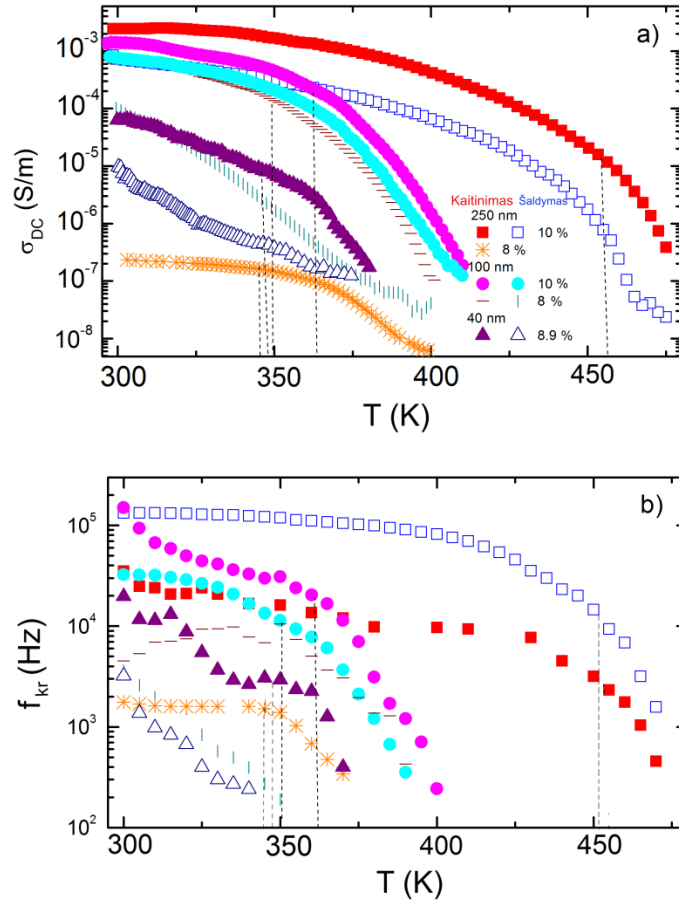 a)
10⁻³
10⁻⁴
10⁻⁵
10⁻⁶
10⁻⁷
10⁻⁸
σ_DC (S/m)
Kaitinimas Šaldymas
250 nm
10 %
8 %
100 nm
10 %
8 %
40 nm
8.9 %
300 350 400 450
T (K)
b)
10⁵
10⁴
10³
10²
f_kr (Hz)
300 350 400 450
T (K)